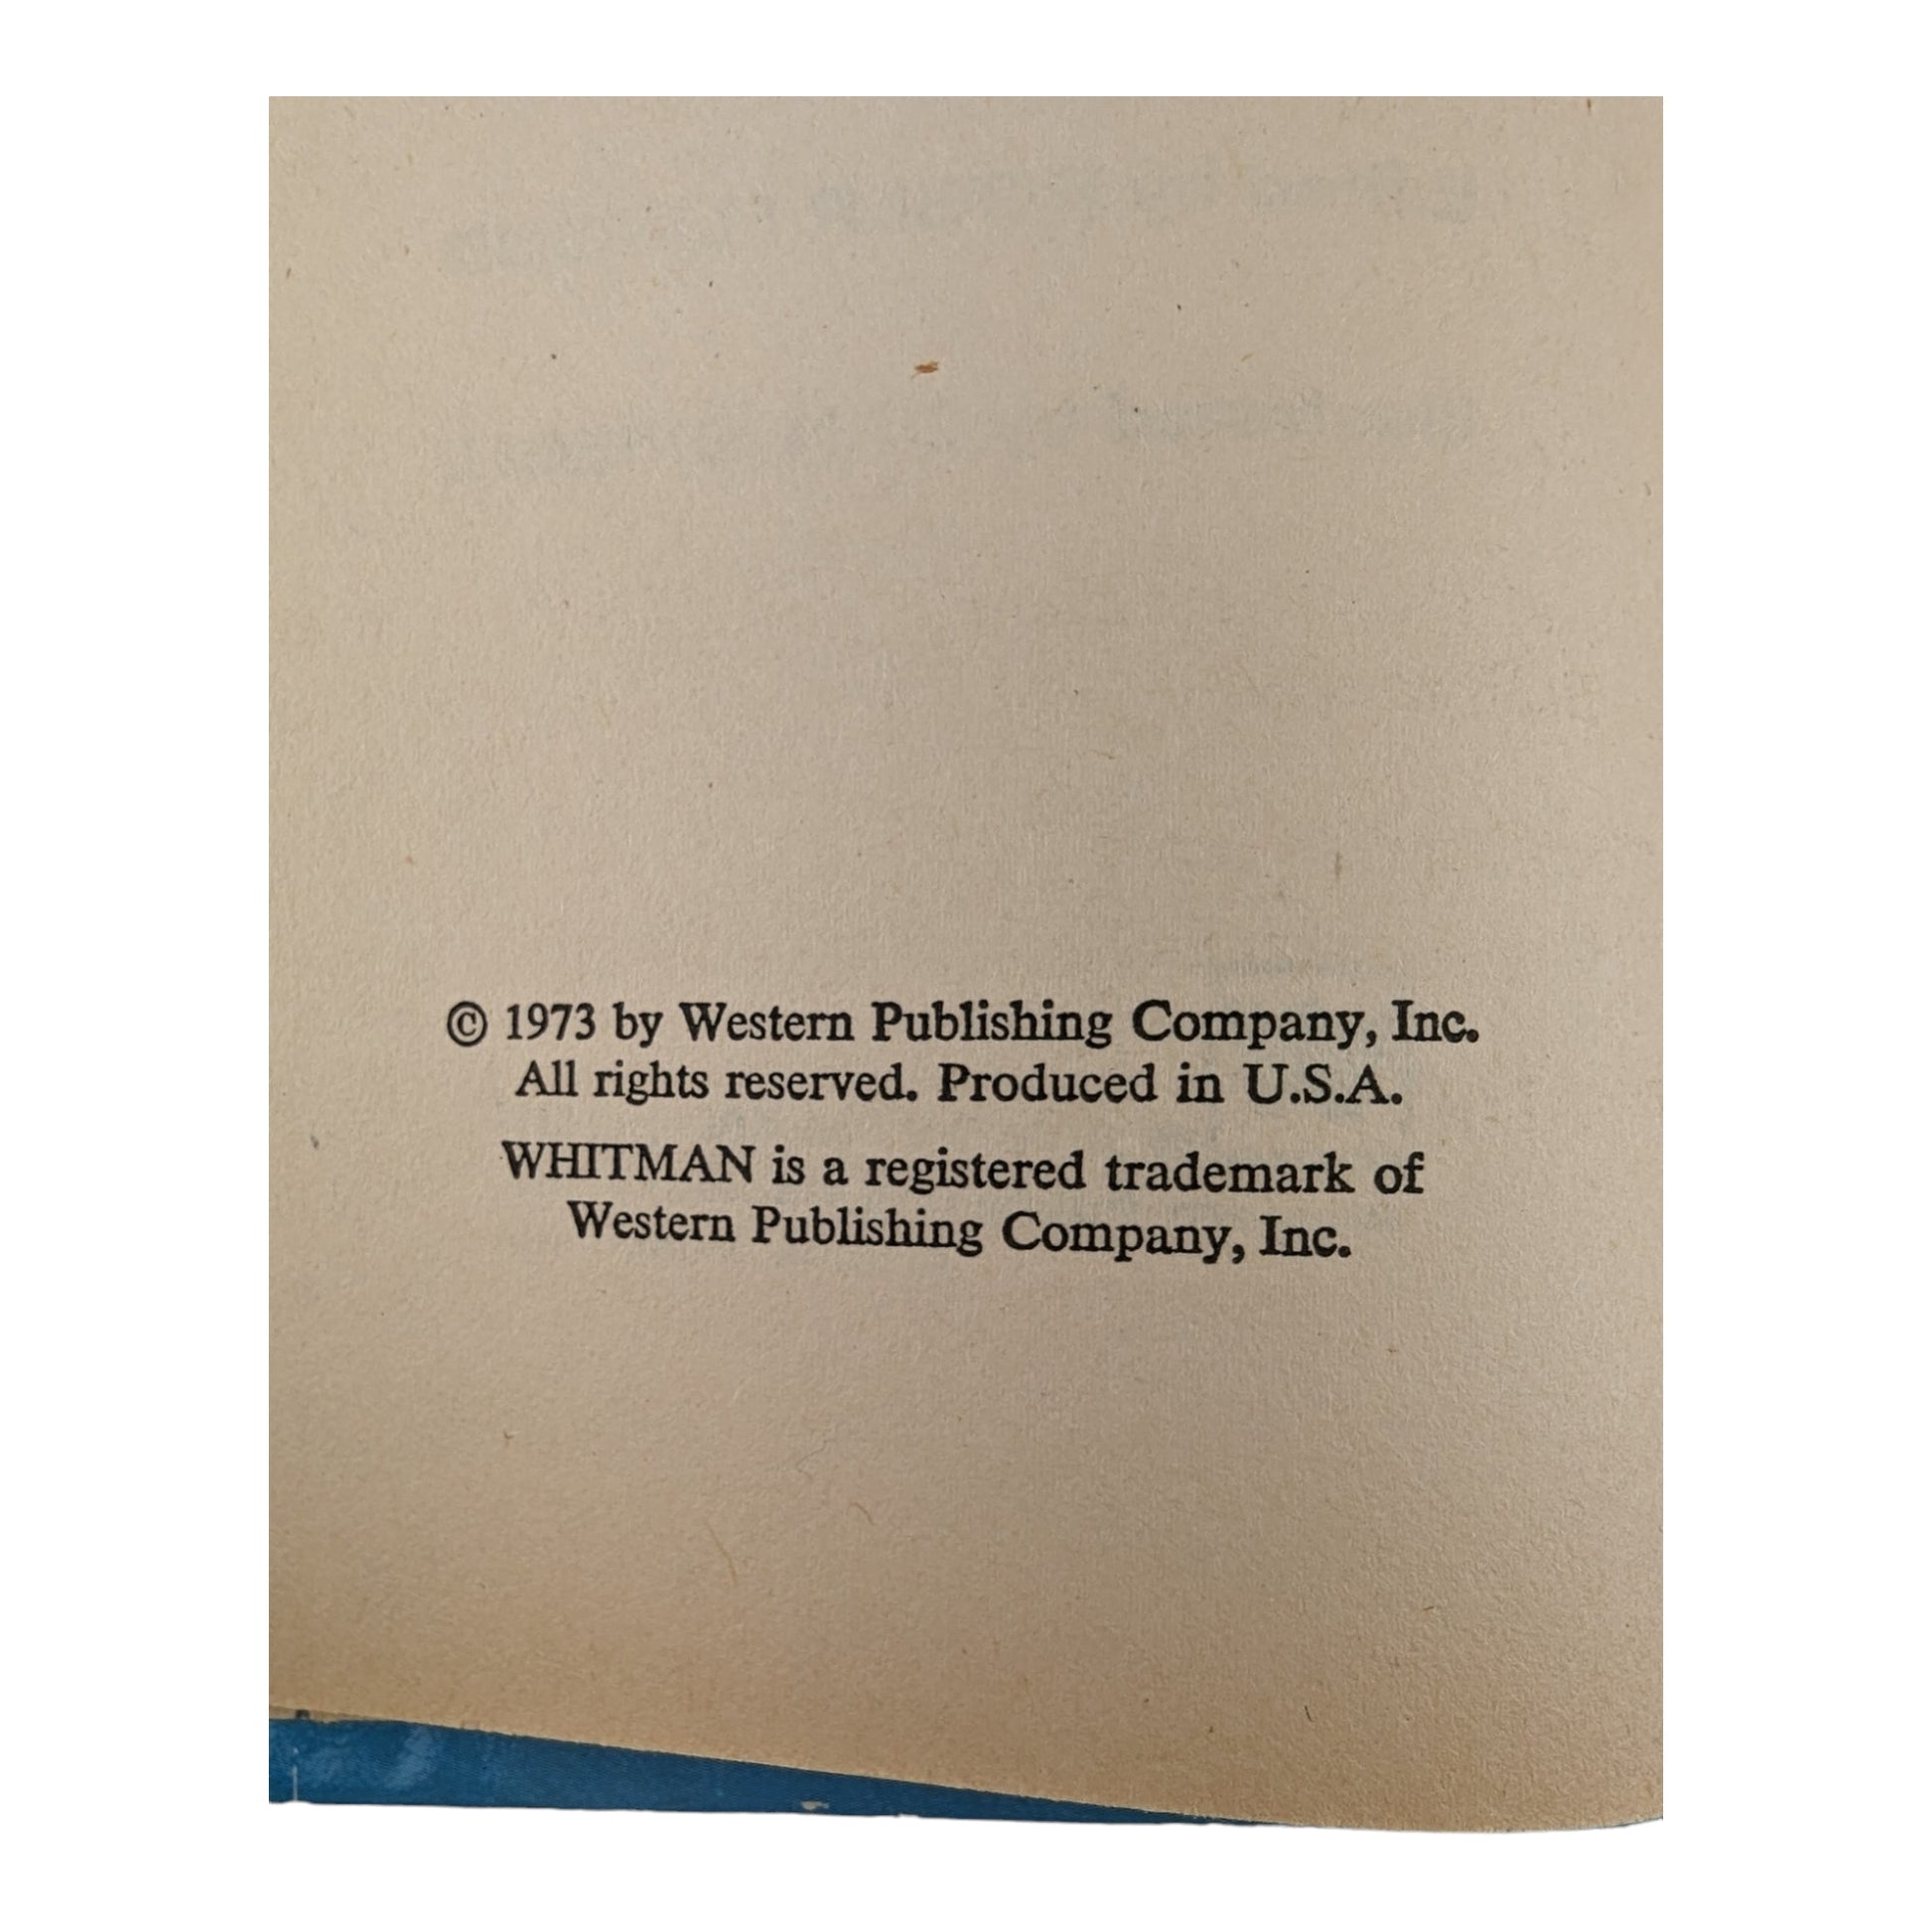 © 1973 by Western Publishing Company, Inc.
All rights reserved. Produced in U.S.A.
WHITMAN is a registered trademark of
Western Publishing Company, Inc.